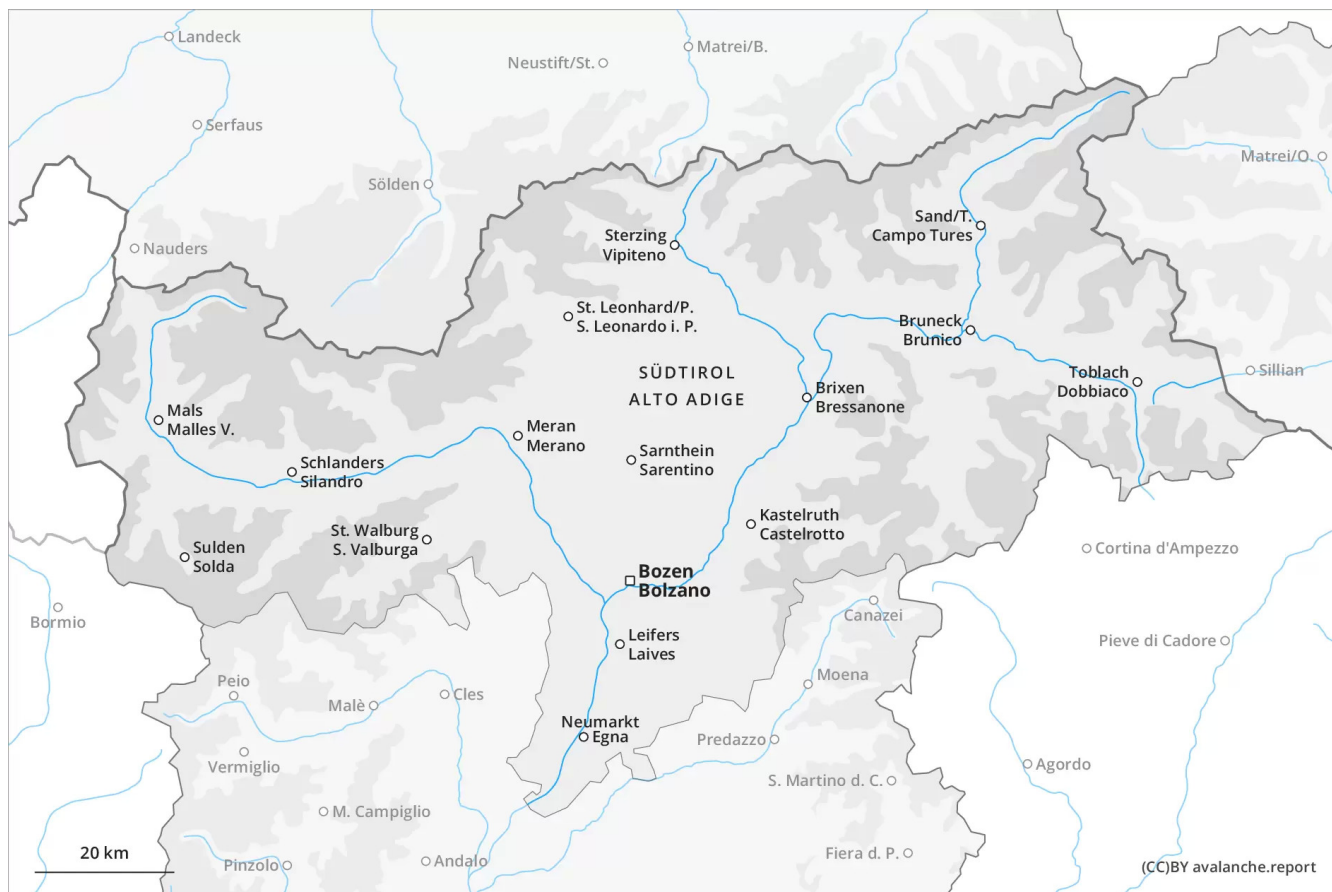 Landeck
Matrei/B.
Neustift/St.
Serfaus
Matrei/O.
Sölden
Sand/T.
Campo Tures
Sterzing
Vipiteno
Nauders
St. Leonhard/P.
S. Leonardo i. P.
Bruneck
Brunico
SÜDTIROL
ALTO ADIGE
Toblach
Dobbiaco
Sillian
Brixen
Bressanone
Mals
Malles V.
Meran
Merano
Sarnthein
Sarentino
Schlanders
Silandro
Kastelruth
Castelrotto
St. Walburg
S. Valburga
Sulden
Solda
Cortina d'Ampezzo
Bozen
Bolzano
Bormio
Canazei
Leifers
Laives
Pieve di Cadore
Peio
Moena
Malè
Cles
Neumarkt
Egna
Predazzo
Vermiglio
Agordo
S. Martino d. C.
M. Campiglio
20 km
Pinzolo
Andalo
Fiera d. P.
(CC)BY avalanche.report